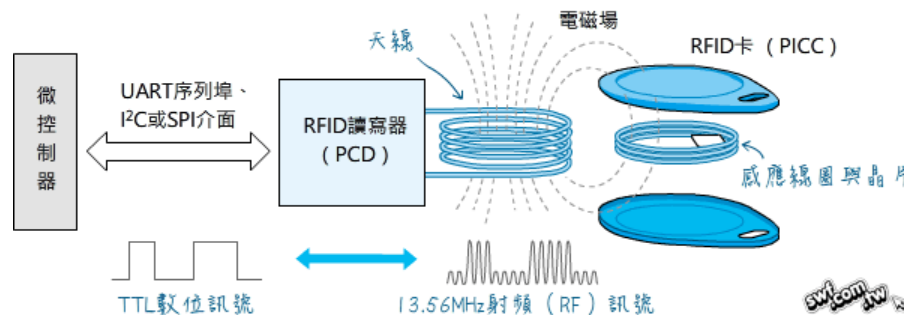 電磁場
天線
RFID卡（PICC）
微
控
制
器
UART序列埠、
I²C或SPI介面
RFID讀寫器
（PCD）
感應線圈與晶片
TTL數位訊號
13.56MHz射頻（RF）訊號
swf.com.tw